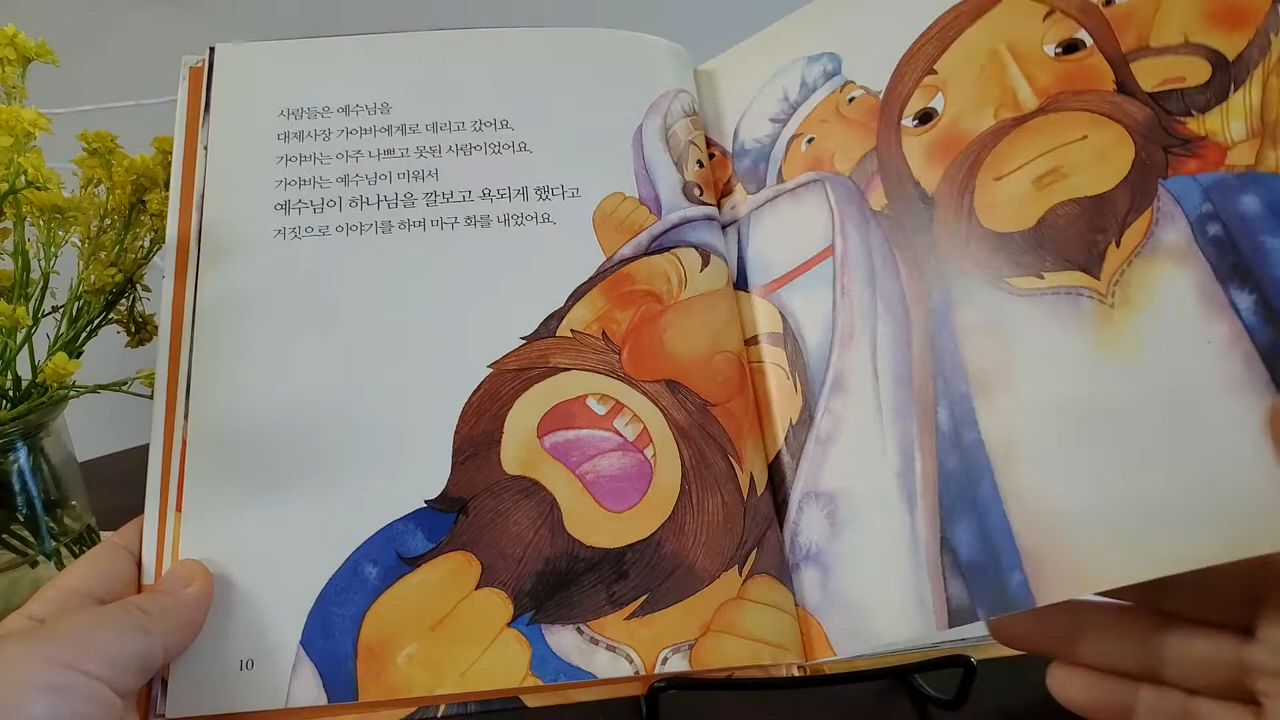 사람들은 예수님을
대제사장 가야바에게로 데리고 갔어요.
가야바는 아주 나쁘고 못된 사람이었어요.
가야바는 예수님이 미워서
예수님이 하나님을 깔보고 욕되게 했다고
거짓으로 이야기를 하며 마구 화를 내었어요.
10